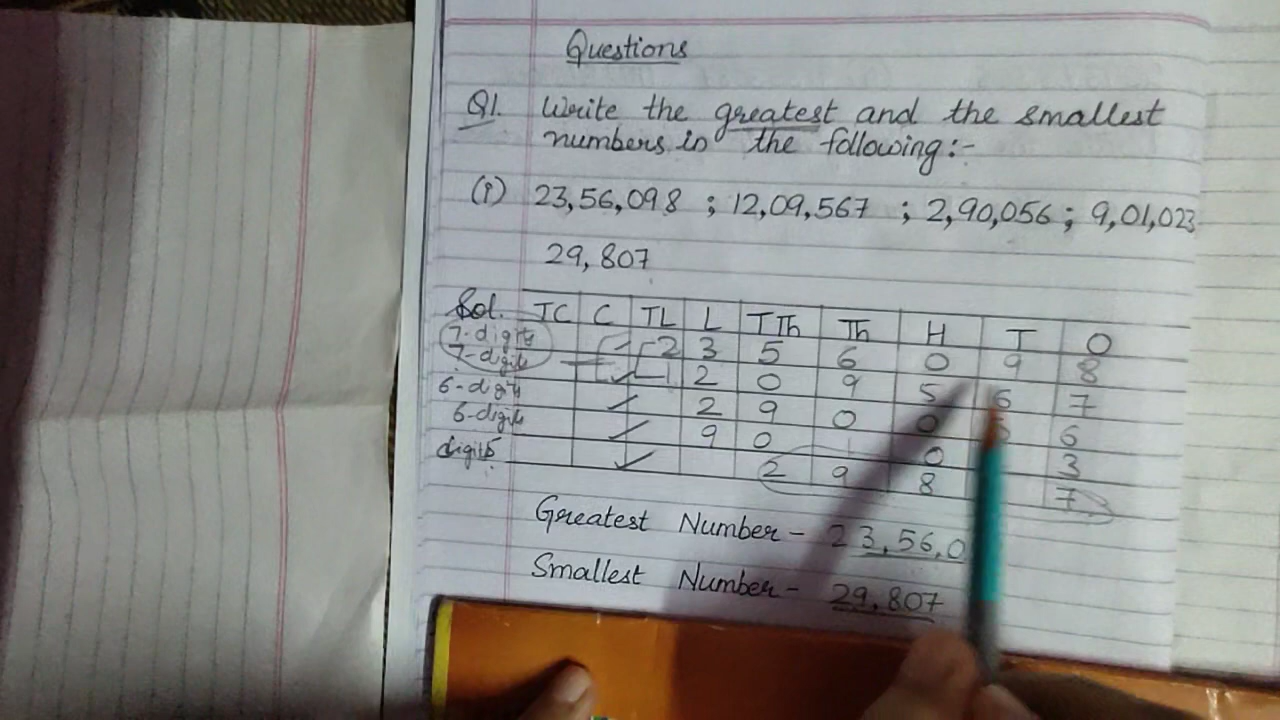 Questions
Q1. Write the greatest and the smallest
numbers in the following:-
(i) 23,56,098 ; 12,09,567 ; 2,90,056 ; 9,01,023
29,807
Sol. TC C TL L TTh Th H T O
7-digits 2 3 5 6 0 9 8
7-digits 1 2 0 9 5 6 7
6-digits 2 9 0 0 5 6
6-digits 9 0 1 0 3
digits 2 9 8 7
Greatest Number - 23,56,0
Smallest Number - 29,807